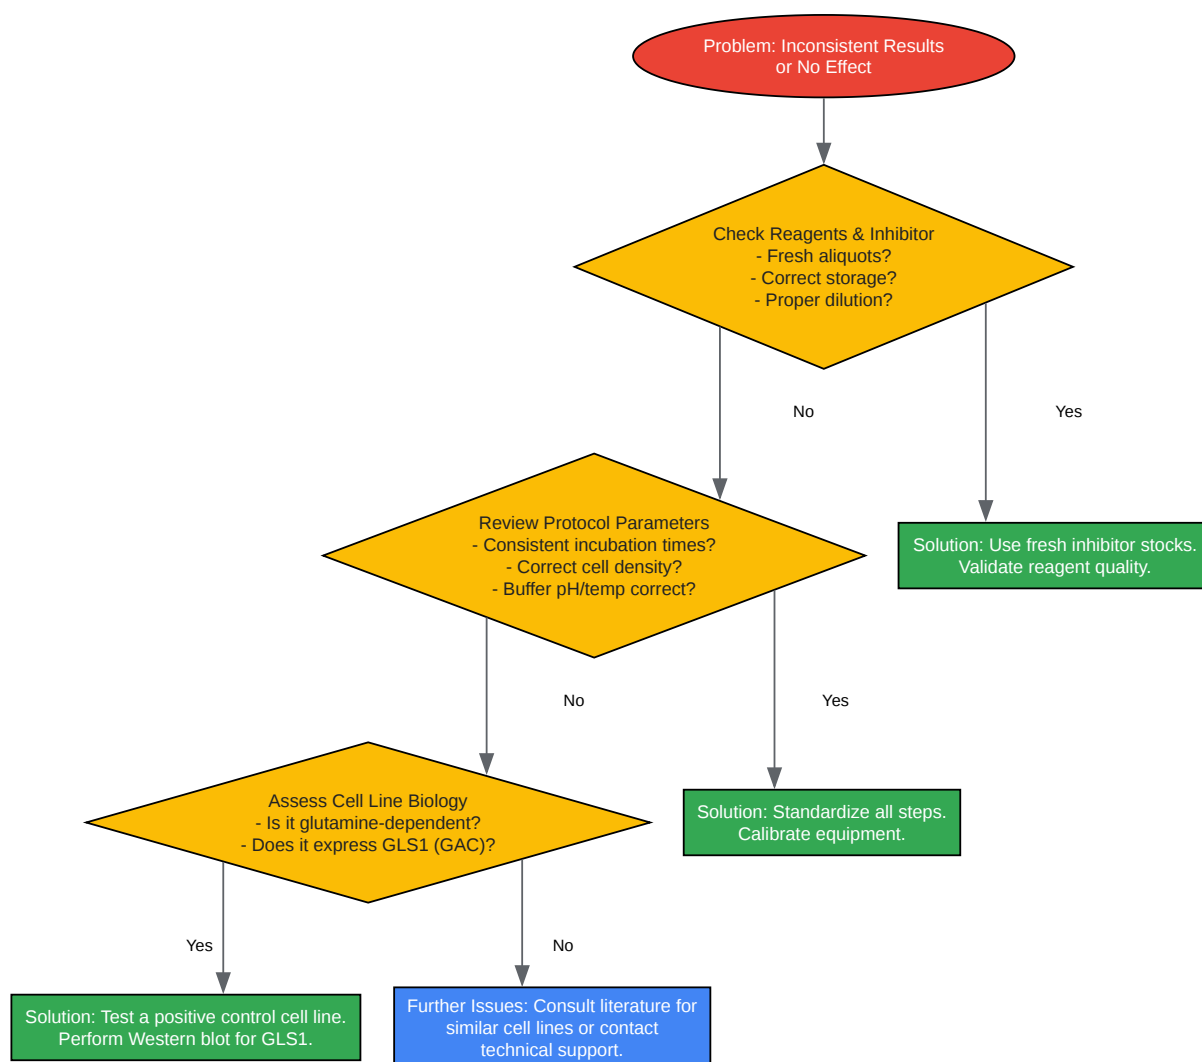 Problem: Inconsistent Results
or No Effect
Check Reagents & Inhibitor
- Fresh aliquots?
- Correct storage?
- Proper dilution?
No
Yes
Review Protocol Parameters
- Consistent incubation times?
- Correct cell density?
- Buffer pH/temp correct?
Solution: Use fresh inhibitor stocks.
Validate reagent quality.
No
Yes
Assess Cell Line Biology
- Is it glutamine-dependent?
- Does it express GLS1 (GAC)?
Solution: Standardize all steps.
Calibrate equipment.
Yes
No
Solution: Test a positive control cell line.
Perform Western blot for GLS1.
Further Issues: Consult literature for
similar cell lines or contact
technical support.